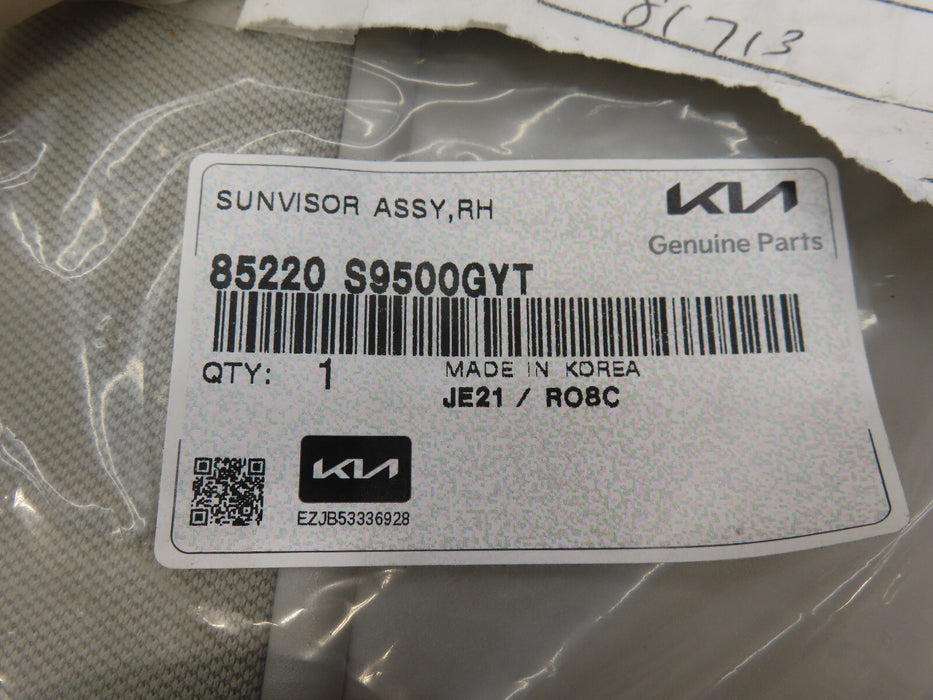 81713
SUNVISOR ASSY,RH
KIA
Genuine Parts
85220 S9500GYT
QTY: 1
MADE IN KOREA
JE21 / RO8C
KIA
EZJB53336928